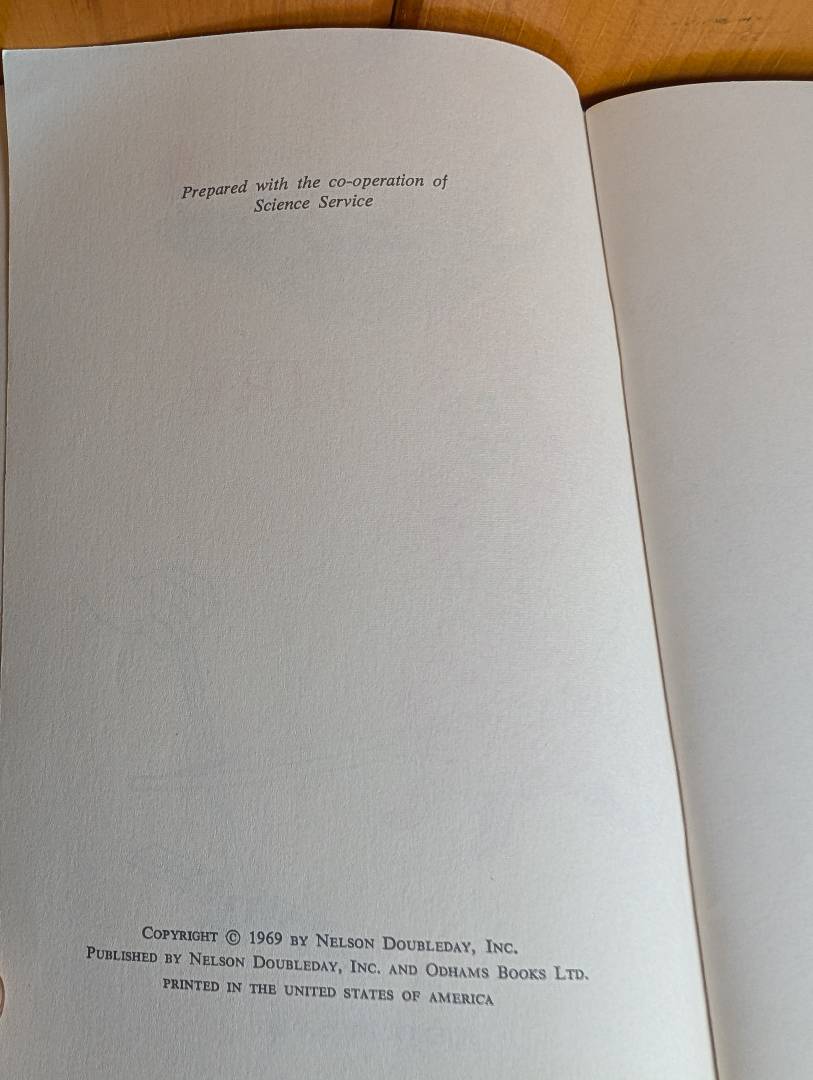 Prepared with the co-operation of
Science Service
Copyright © 1969 by Nelson Doubleday, Inc.
Published by Nelson Doubleday, Inc. and Odhams Books Ltd.
PRINTED IN THE UNITED STATES OF AMERICA